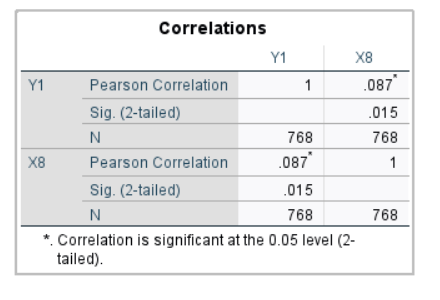 Correlations
Y1 X8
Y1 Pearson Correlation 1 .087*
Sig. (2-tailed) .015
N 768 768
X8 Pearson Correlation .087* 1
Sig. (2-tailed) .015
N 768 768
*. Correlation is significant at the 0.05 level (2-
tailed).